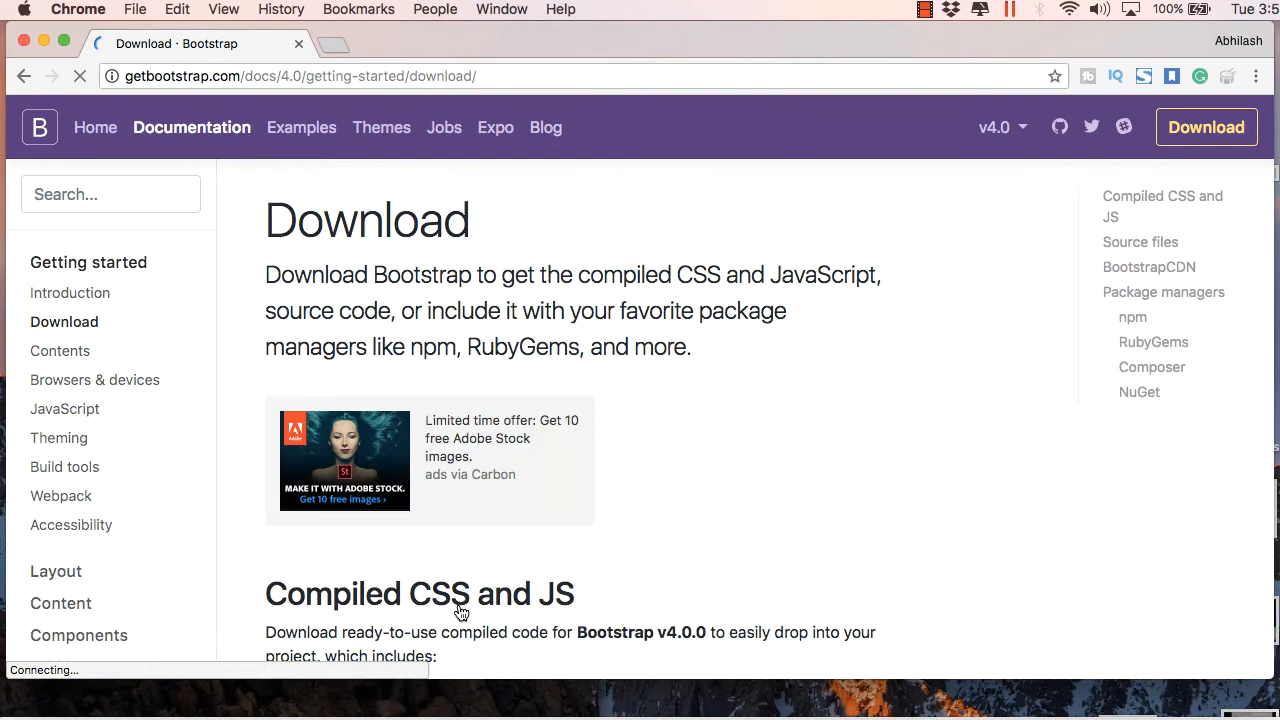 Chrome File Edit View History Bookmarks People Window Help 100% Tue 3:5
Download · Bootstrap
Abhilash
getbootstrap.com/docs/4.0/getting-started/download/
B Home Documentation Examples Themes Jobs Expo Blog v4.0 Download
Search...
Getting started
Introduction
Download
Contents
Browsers & devices
JavaScript
Theming
Build tools
Webpack
Accessibility
Layout
Content
Components
Download
Download Bootstrap to get the compiled CSS and JavaScript,
source code, or include it with your favorite package
managers like npm, RubyGems, and more.
Adobe
St
MAKE IT WITH ADOBE STOCK.
Get 10 free images ›
Limited time offer: Get 10
free Adobe Stock
images.
ads via Carbon
Compiled CSS and JS
Download ready-to-use compiled code for Bootstrap v4.0.0 to easily drop into your
project, which includes:
Compiled CSS and
JS
Source files
BootstrapCDN
Package managers
npm
RubyGems
Composer
NuGet
Connecting...